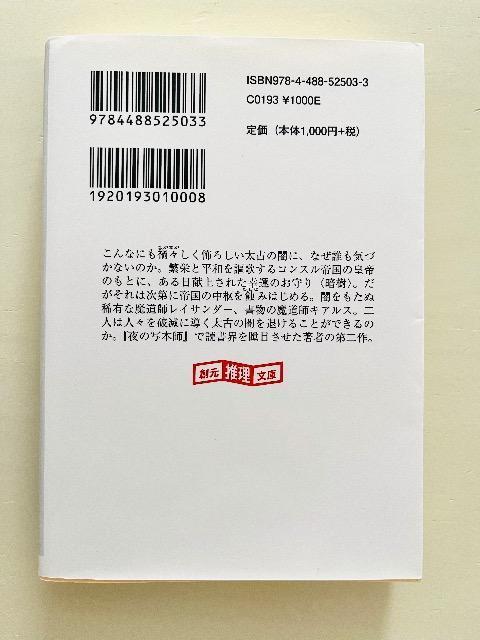 ISBN978-4-488-52503-3
C0193 ¥1000E
定価（本体1,000円+税）
9784488525033
1920193010008
こんなにも禍々しく怖ろしい太古の闇に、なぜ誰も気づ
かないのか。繁栄と平和を謳歌するコンスル帝国の皇帝
のもとに、ある日献上された幸運のお守り〈暗樹〉。だ
がそれは次第に帝国の中枢を蝕みはじめる。闇をもたぬ
稀有な魔道師レイサンダー、書物の魔道師キアルス。二
人は人々を破滅に導く太古の闇を退けることができるの
か。『夜の写本師』で読書界を瞠目させた著者の第二作。
創元推理文庫